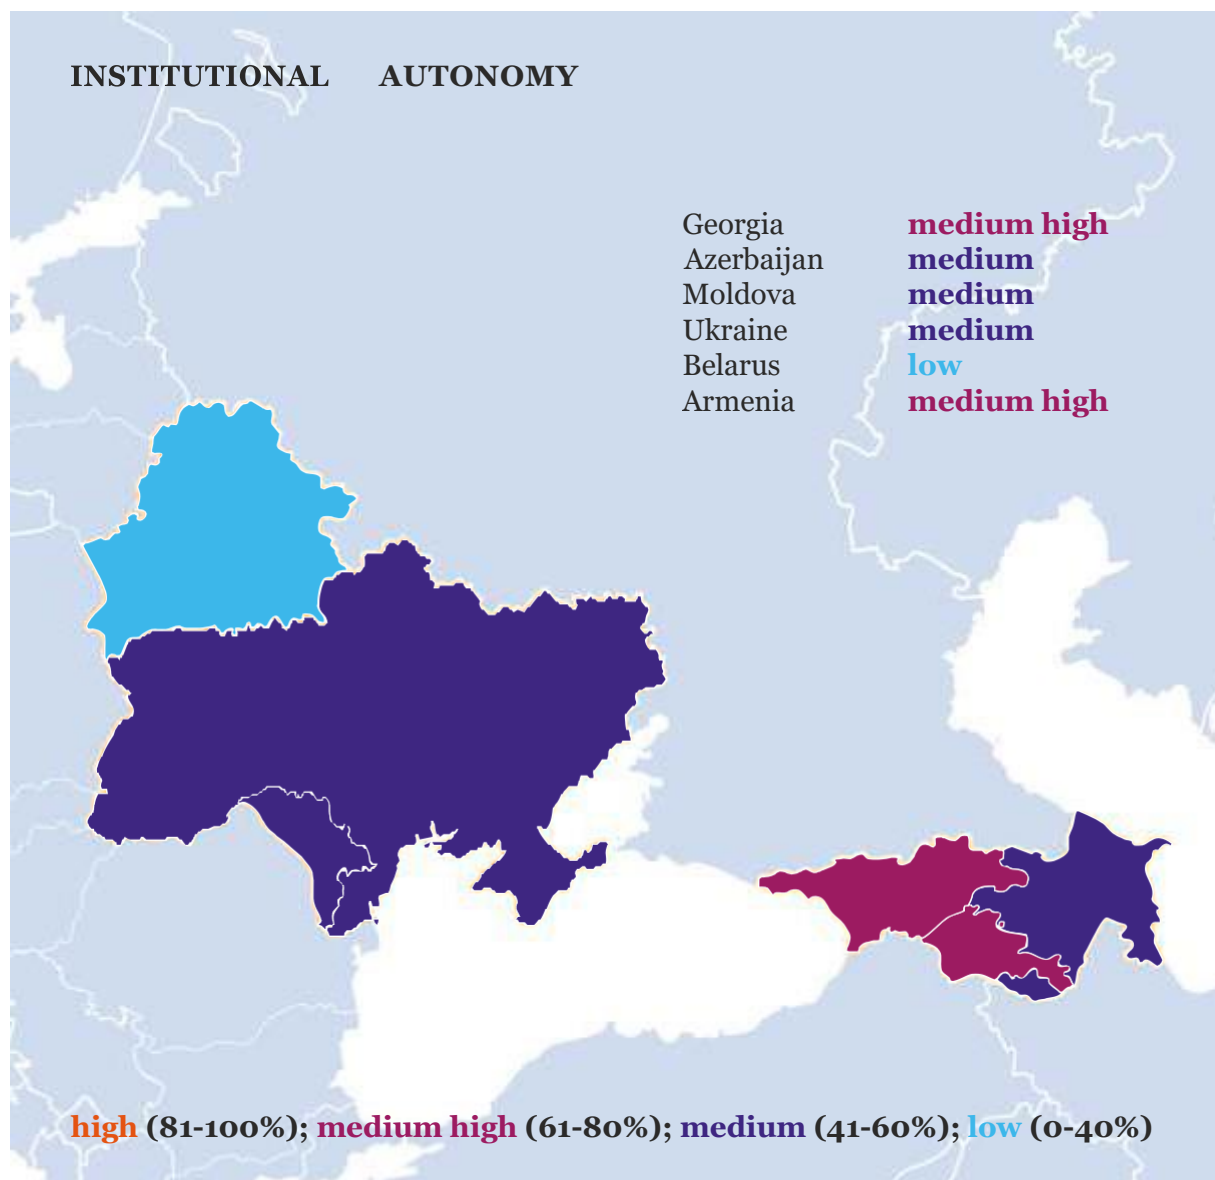 INSTITUTIONAL AUTONOMY
Georgia medium high
Azerbaijan medium
Moldova medium
Ukraine medium
Belarus low
Armenia medium high
high (81-100%); medium high (61-80%); medium (41-60%); low (0-40%)